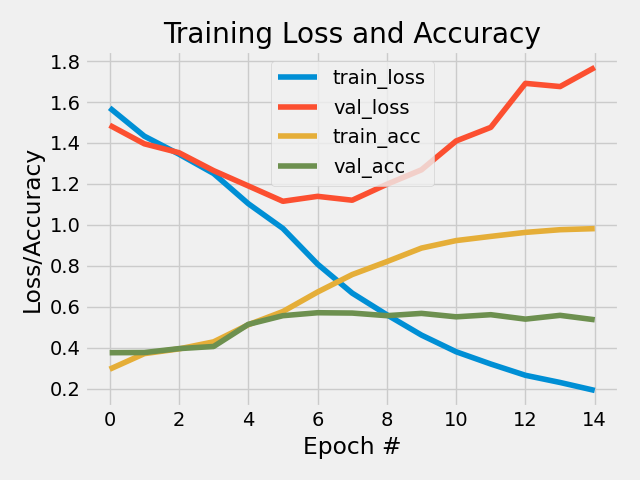 Training Loss and Accuracy
train_loss
val_loss
train_acc
val_acc
Loss/Accuracy
1.8
1.6
1.4
1.2
1.0
0.8
0.6
0.4
0.2
0 2 4 6 8 10 12 14
Epoch #